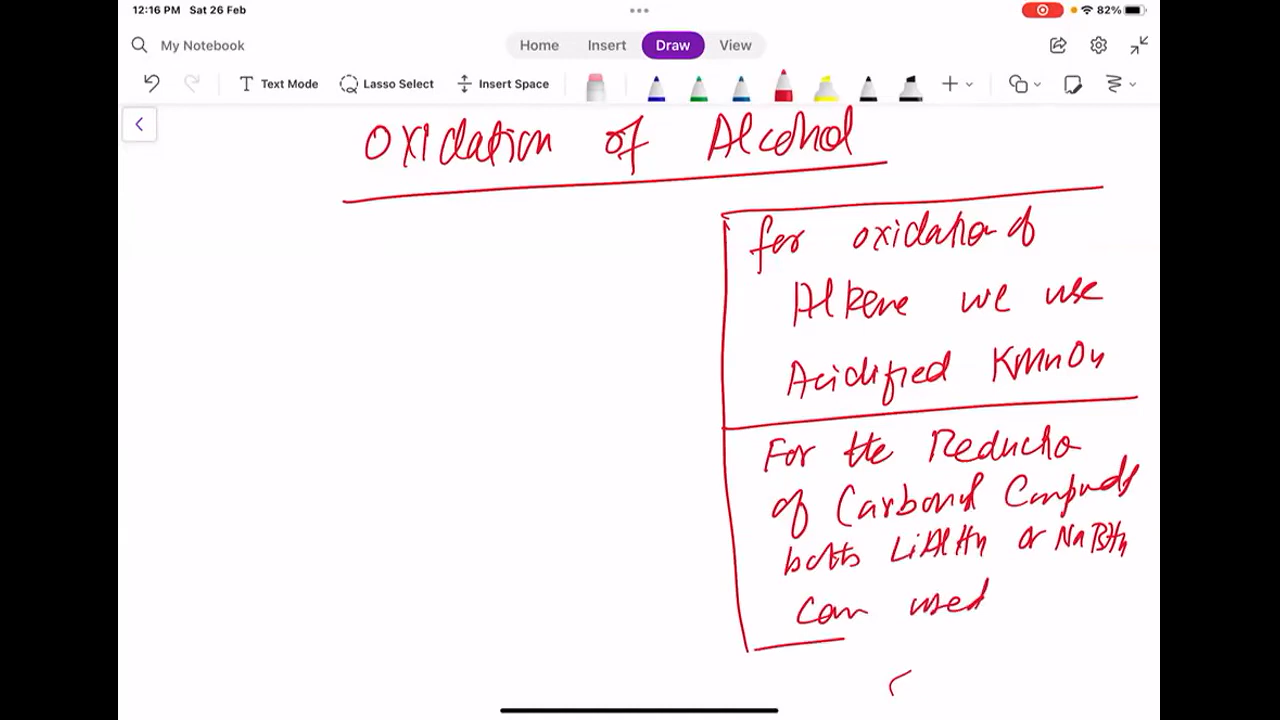 12:16 PM Sat 26 Feb
82%
My Notebook
Home Insert Draw View
Text Mode Lasso Select Insert Space
Oxidation of Alcohol
for oxidation of
Alkene we use
Acidified KMnO4
For the Reductio
of Carbonyl Compounds
both LiAlH4 or NaBH4
can used